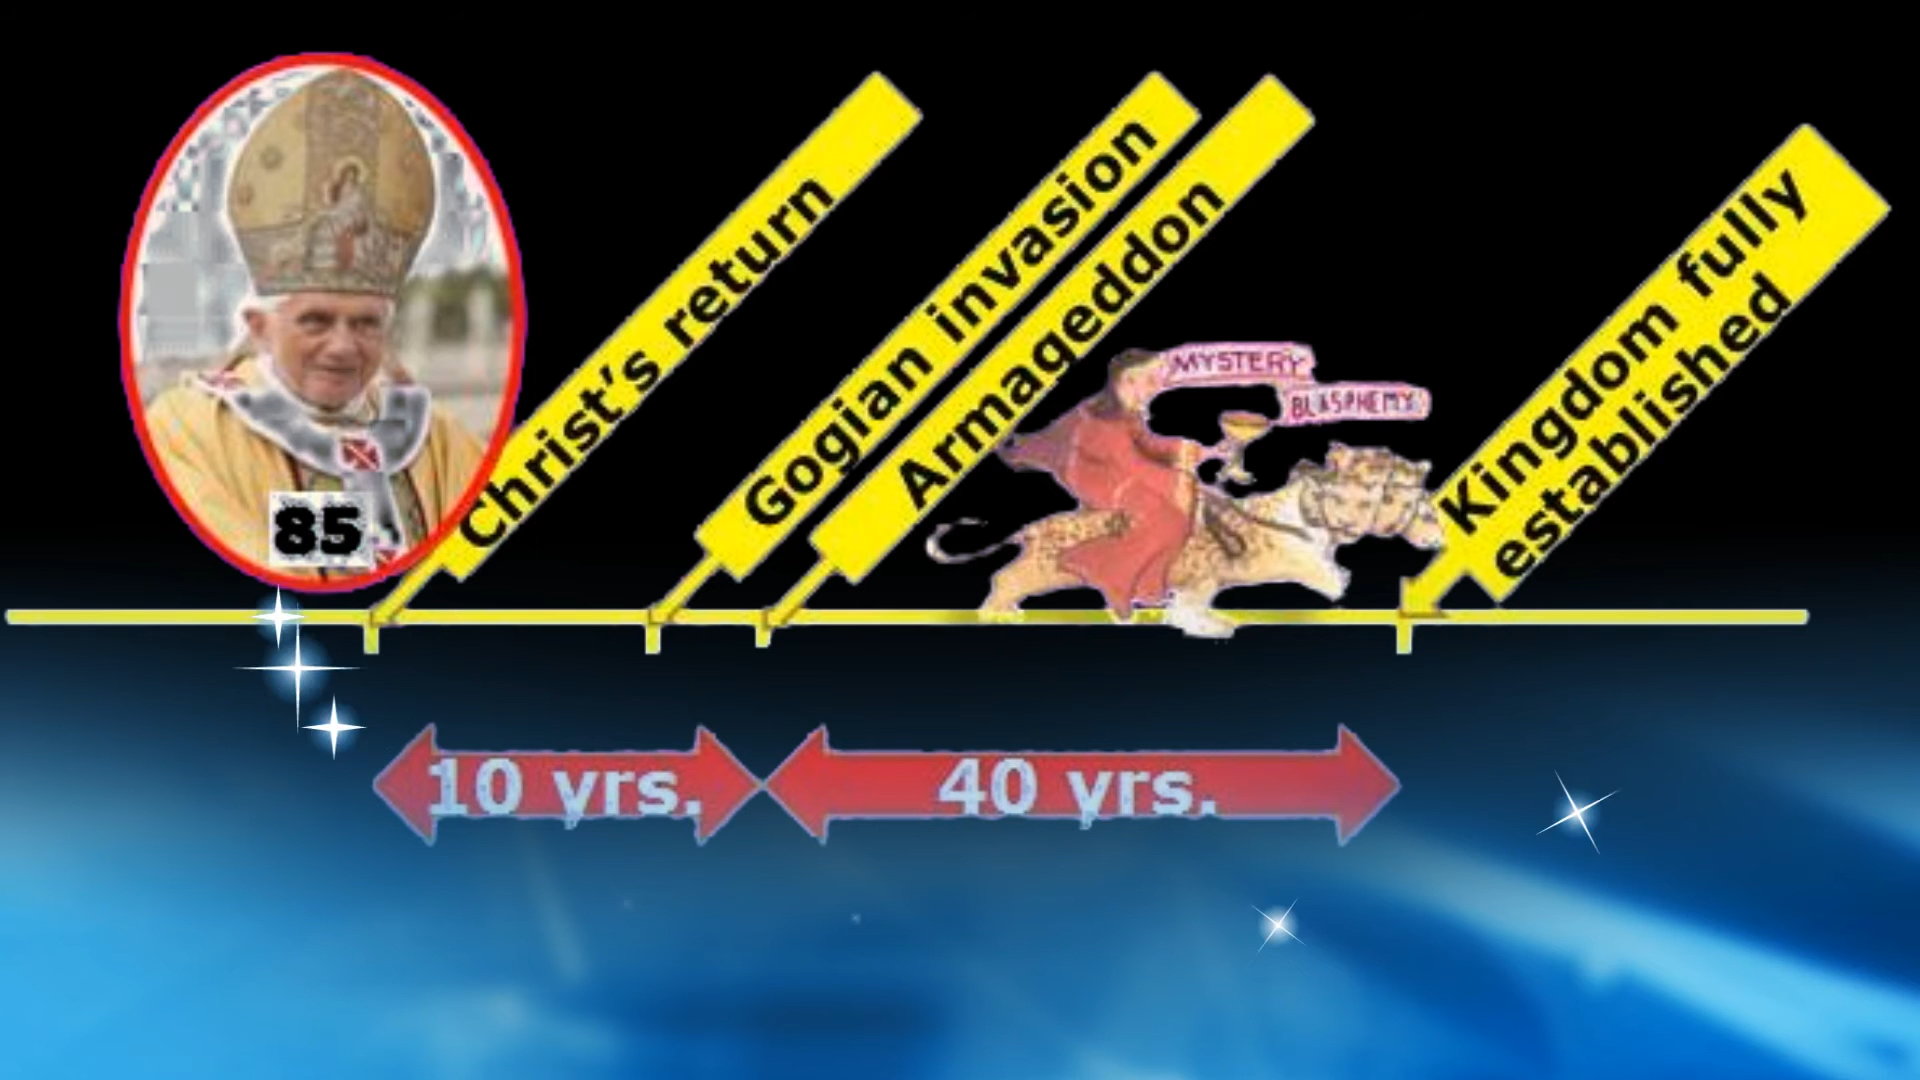 85
Christ's return
Gogian invasion
Armageddon
MYSTERY
BLASPHEMY
Kingdom fully
established
10 yrs.
40 yrs.